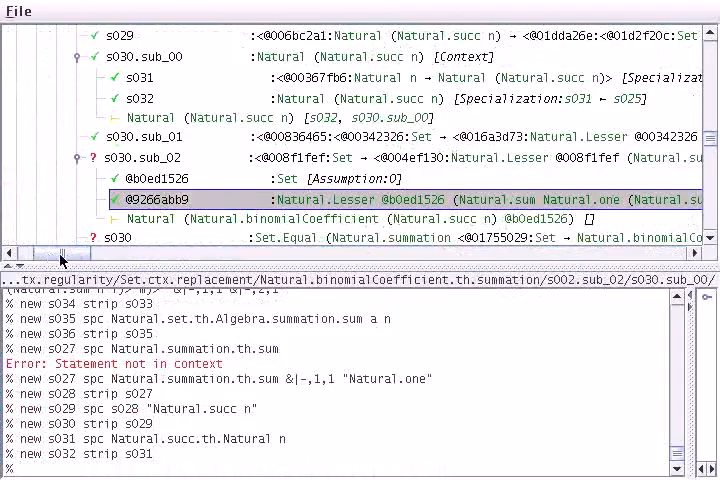 File
s029 :<@006bc2a1:Natural (Natural.succ n) → <@01dda26e:<@01d2f20c:Set
s030.sub_00 :Natural (Natural.succ n) [Context]
s031 :<@00367fb6:Natural n → Natural (Natural.succ n)> [Specializat
s032 :Natural (Natural.succ n) [Specialization:s031 ← s025]
Natural (Natural.succ n) [s032, s030.sub_00]
s030.sub_01 :<@00836465:<@00342326:Set → <@016a3d73:Natural.Lesser @00342326
? s030.sub_02 :<@008f1fef:Set → <@004ef130:Natural.Lesser @008f1fef (Natural.su
@b0ed1526 :Set [Assumption:0]
@9266abb9 :Natural.Lesser @b0ed1526 (Natural.sum Natural.one (Natural.su
Natural (Natural.binomialCoefficient (Natural.succ n) @b0ed1526) []
? s030 :Set.Equal (Natural.summation <@01755029:Set → Natural.binomialCo
...tx.regularity/Set.ctx.replacement/Natural.binomialCoefficient.th.summation/s002.sub_02/s030.sub_00/
(Natural.sum n 1)> m)> &|-,1,1 &|-,2,1
% new s034 strip s033
% new s035 spc Natural.set.th.Algebra.summation.sum a n
% new s036 strip s035
% new s027 spc Natural.summation.th.sum
Error: Statement not in context
% new s027 spc Natural.summation.th.sum &|-,1,1 "Natural.one"
% new s028 strip s027
% new s029 spc s028 "Natural.succ n"
% new s030 strip s029
% new s031 spc Natural.succ.th.Natural n
% new s032 strip s031
%